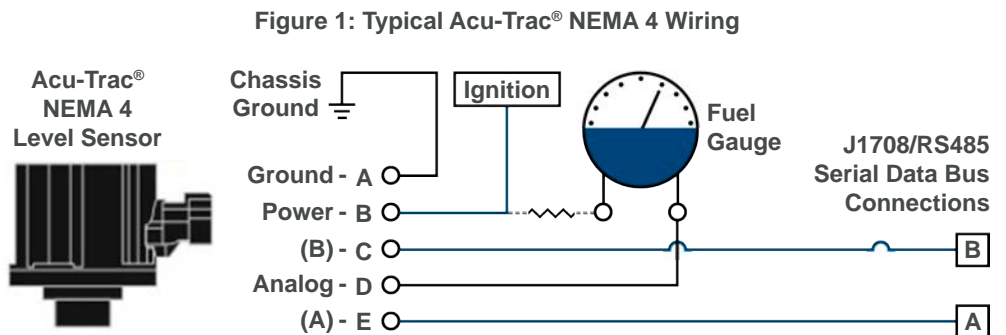 Figure 1: Typical Acu-Trac® NEMA 4 Wiring
Acu-Trac®
NEMA 4
Level Sensor
Chassis
Ground
Ignition
Fuel
Gauge
J1708/RS485
Serial Data Bus
Connections
Ground - A
Power - B
(B) - C
B
Analog - D
(A) - E
A